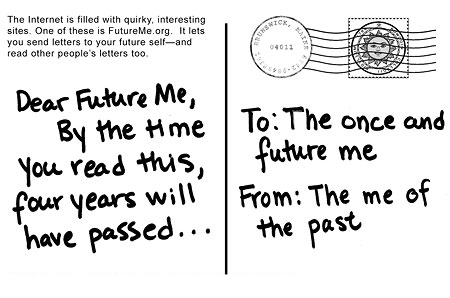 The Internet is filled with quirky, interesting
sites. One of these is FutureMe.org. It lets
you send letters to your future self—and
read other people's letters too.
Dear Future Me,
By the time
you read this,
four years will
have passed...
BRUNSWICK, MAINE
04011
To: The once and
future me
From: The me of
the past